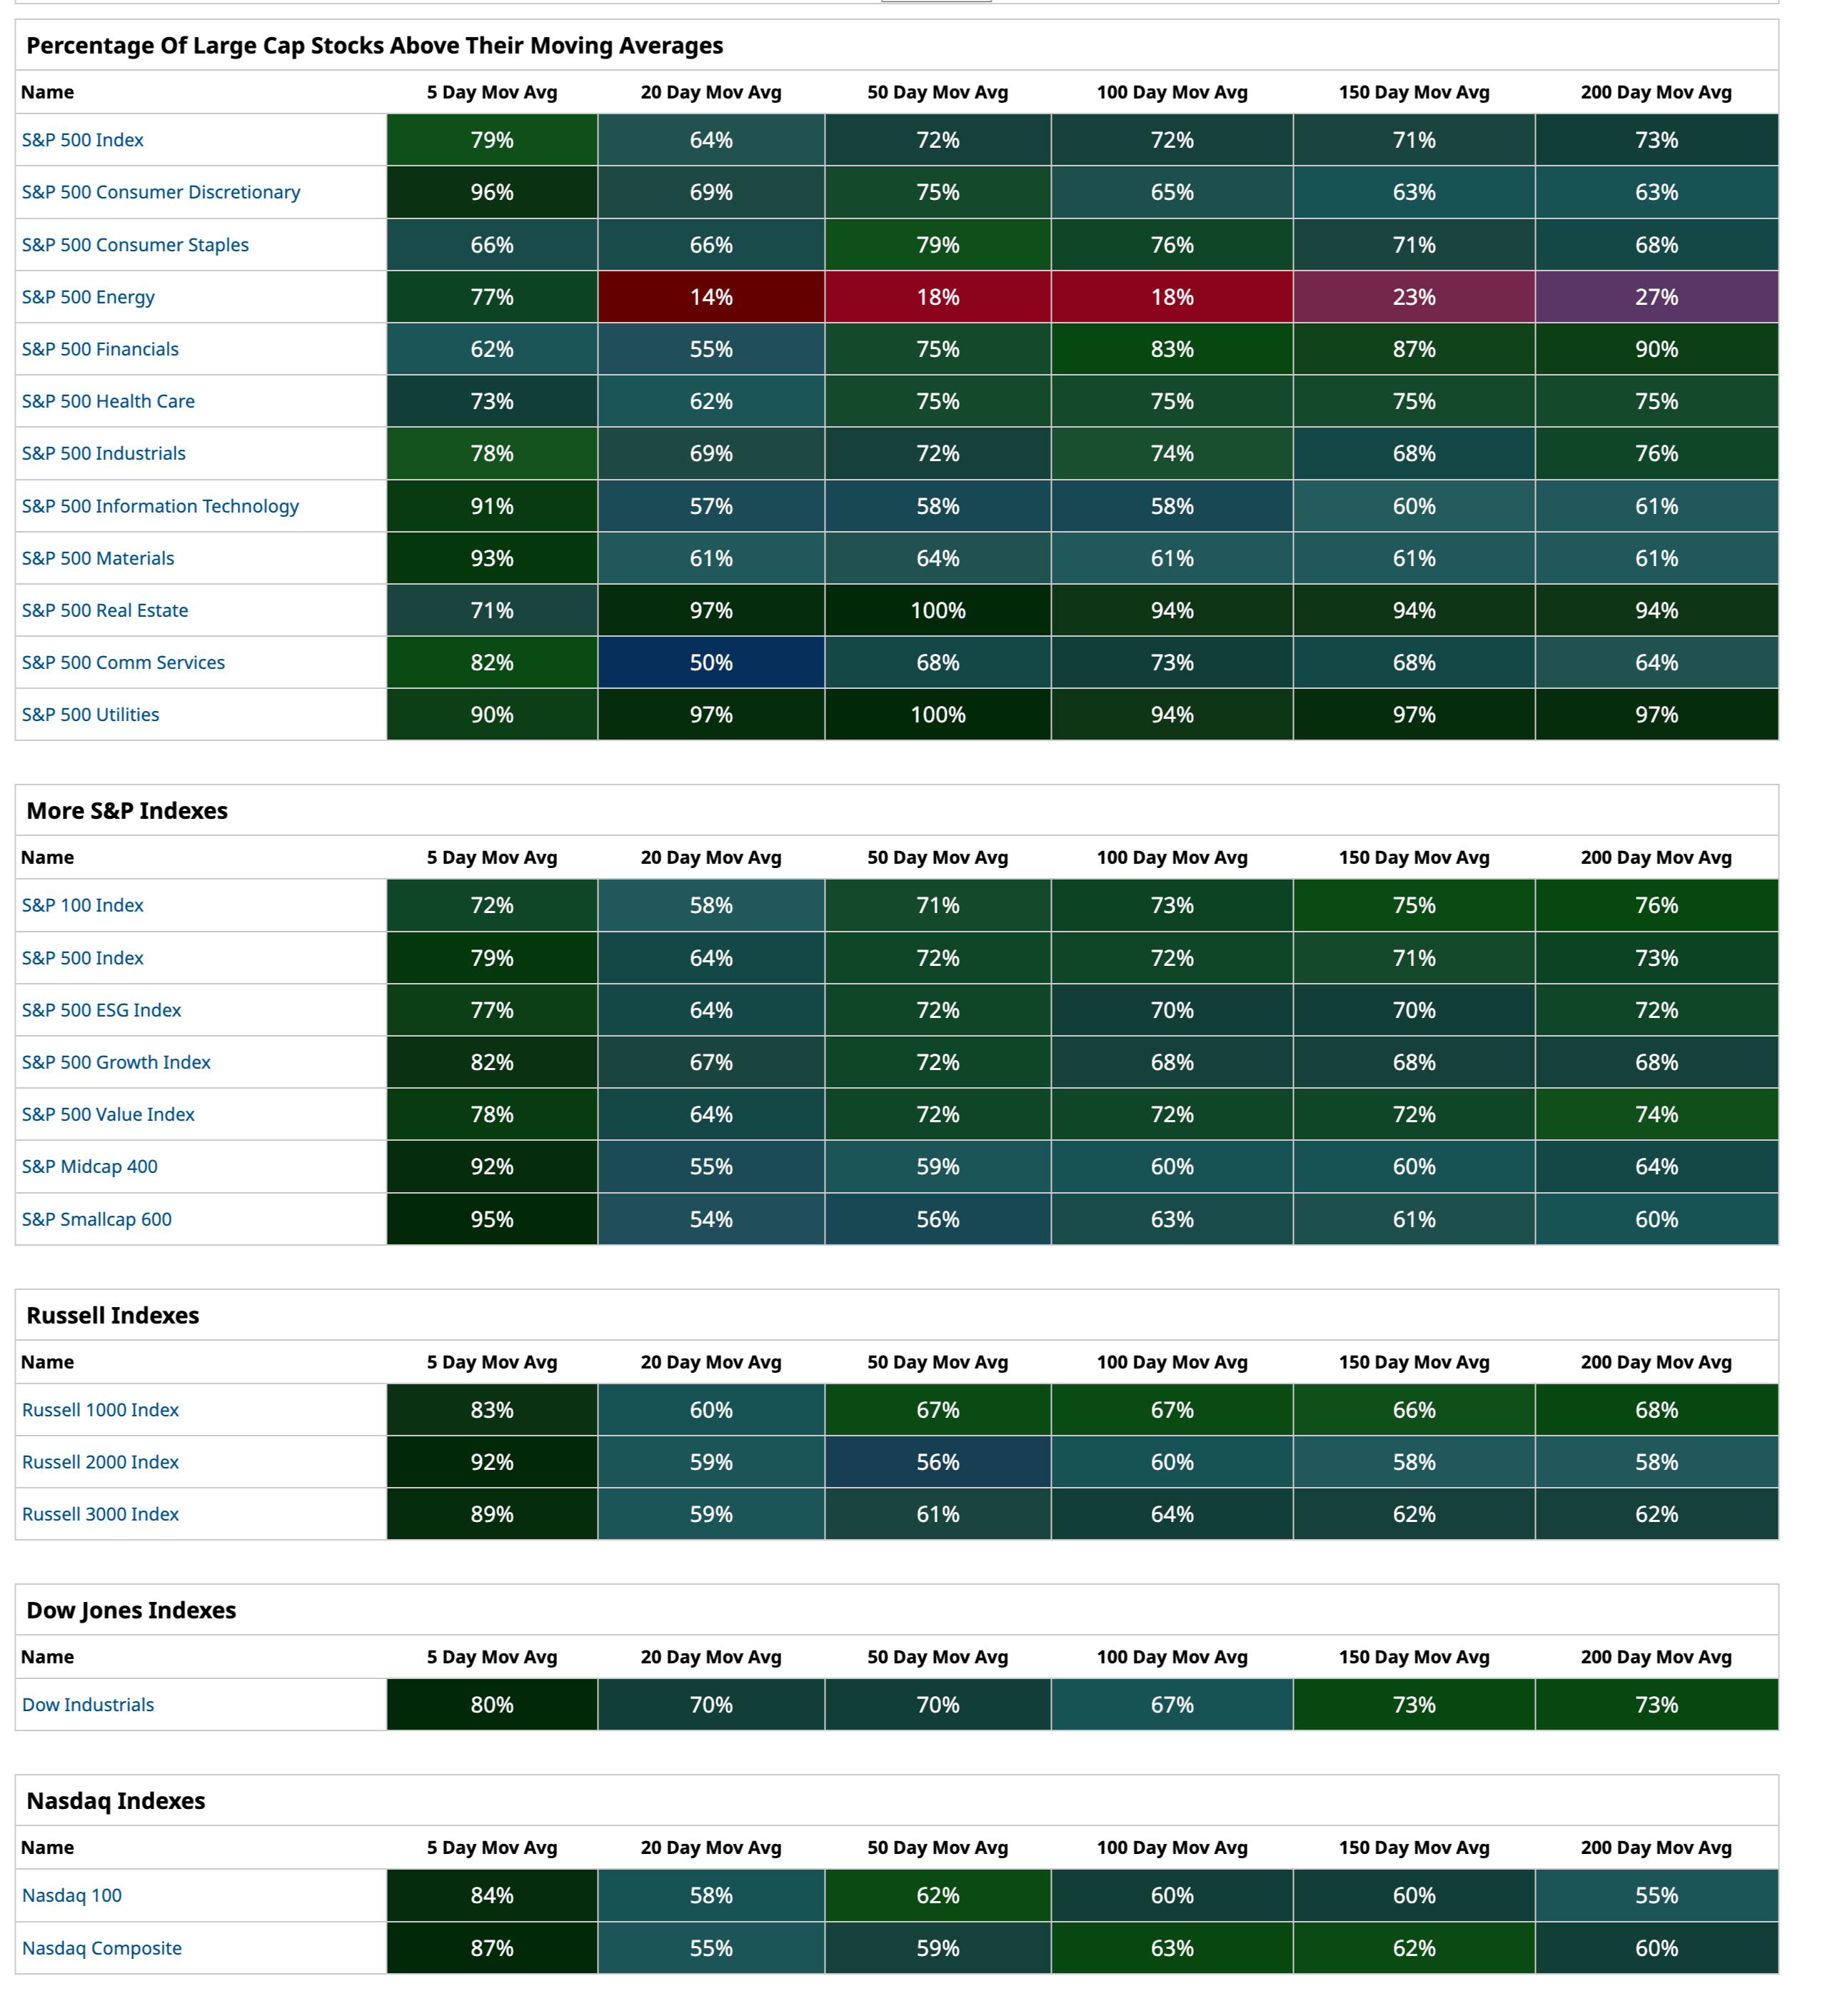 Percentage Of Large Cap Stocks Above Their Moving Averages
Name 5 Day Mov Avg 20 Day Mov Avg 50 Day Mov Avg 100 Day Mov Avg 150 Day Mov Avg 200 Day Mov Avg
S&P 500 Index 79% 64% 72% 72% 71% 73%
S&P 500 Consumer Discretionary 96% 69% 75% 65% 63% 63%
S&P 500 Consumer Staples 66% 66% 79% 76% 71% 68%
S&P 500 Energy 77% 14% 18% 18% 23% 27%
S&P 500 Financials 62% 55% 75% 83% 87% 90%
S&P 500 Health Care 73% 62% 75% 75% 75% 75%
S&P 500 Industrials 78% 69% 72% 74% 68% 76%
S&P 500 Information Technology 91% 57% 58% 58% 60% 61%
S&P 500 Materials 93% 61% 64% 61% 61% 61%
S&P 500 Real Estate 71% 97% 100% 94% 94% 94%
S&P 500 Comm Services 82% 50% 68% 73% 68% 64%
S&P 500 Utilities 90% 97% 100% 94% 97% 97%
More S&P Indexes
Name 5 Day Mov Avg 20 Day Mov Avg 50 Day Mov Avg 100 Day Mov Avg 150 Day Mov Avg 200 Day Mov Avg
S&P 100 Index 72% 58% 71% 73% 75% 76%
S&P 500 Index 79% 64% 72% 72% 71% 73%
S&P 500 ESG Index 77% 64% 72% 70% 70% 72%
S&P 500 Growth Index 82% 67% 72% 68% 68% 68%
S&P 500 Value Index 78% 64% 72% 72% 72% 74%
S&P Midcap 400 92% 55% 59% 60% 60% 64%
S&P Smallcap 600 95% 54% 56% 63% 61% 60%
Russell Indexes
Name 5 Day Mov Avg 20 Day Mov Avg 50 Day Mov Avg 100 Day Mov Avg 150 Day Mov Avg 200 Day Mov Avg
Russell 1000 Index 83% 60% 67% 67% 66% 68%
Russell 2000 Index 92% 59% 56% 60% 58% 58%
Russell 3000 Index 89% 59% 61% 64% 62% 62%
Dow Jones Indexes
Name 5 Day Mov Avg 20 Day Mov Avg 50 Day Mov Avg 100 Day Mov Avg 150 Day Mov Avg 200 Day Mov Avg
Dow Industrials 80% 70% 70% 67% 73% 73%
Nasdaq Indexes
Name 5 Day Mov Avg 20 Day Mov Avg 50 Day Mov Avg 100 Day Mov Avg 150 Day Mov Avg 200 Day Mov Avg
Nasdaq 100 84% 58% 62% 60% 60% 55%
Nasdaq Composite 87% 55% 59% 63% 62% 60%